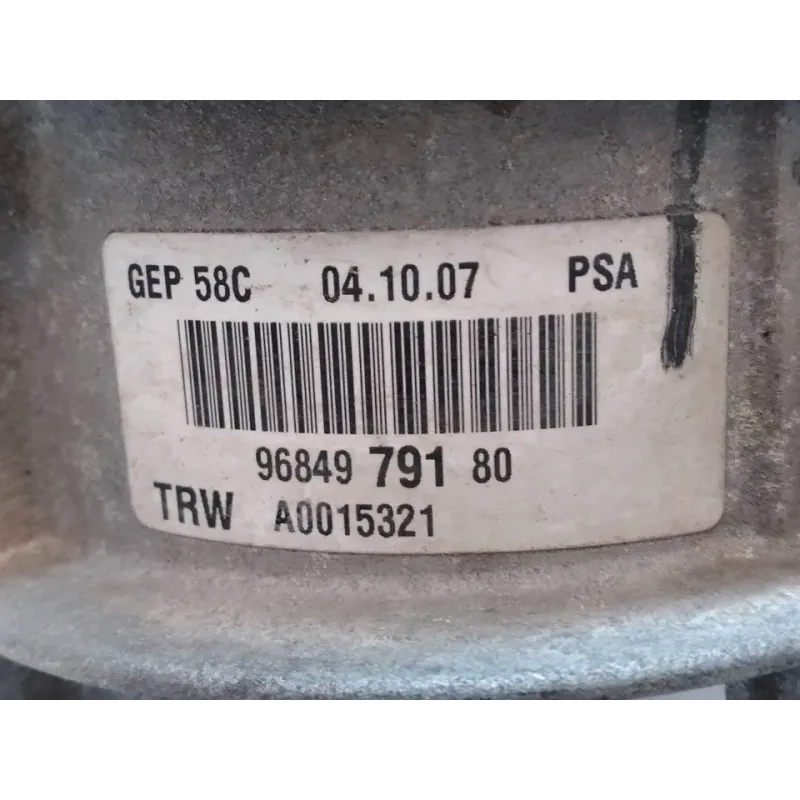 GEP 58C 04.10.07 PSA
96849 791 80
TRW A0015321